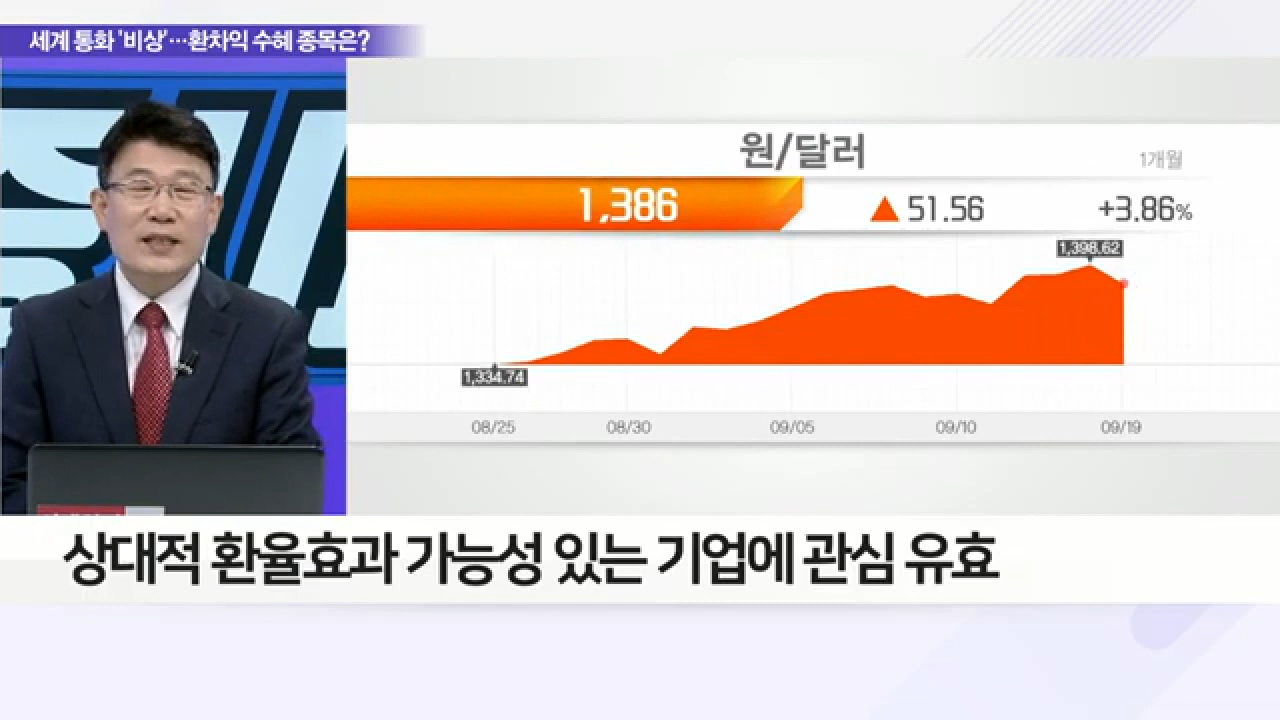 세계 통화 '비상'…환차익 수혜 종목은?
원/달러
1개월
1,386 ▲ 51.56 +3.86%
1,398.62
1,334.74
08/25 08/30 09/05 09/10 09/19
상대적 환율효과 가능성 있는 기업에 관심 유효